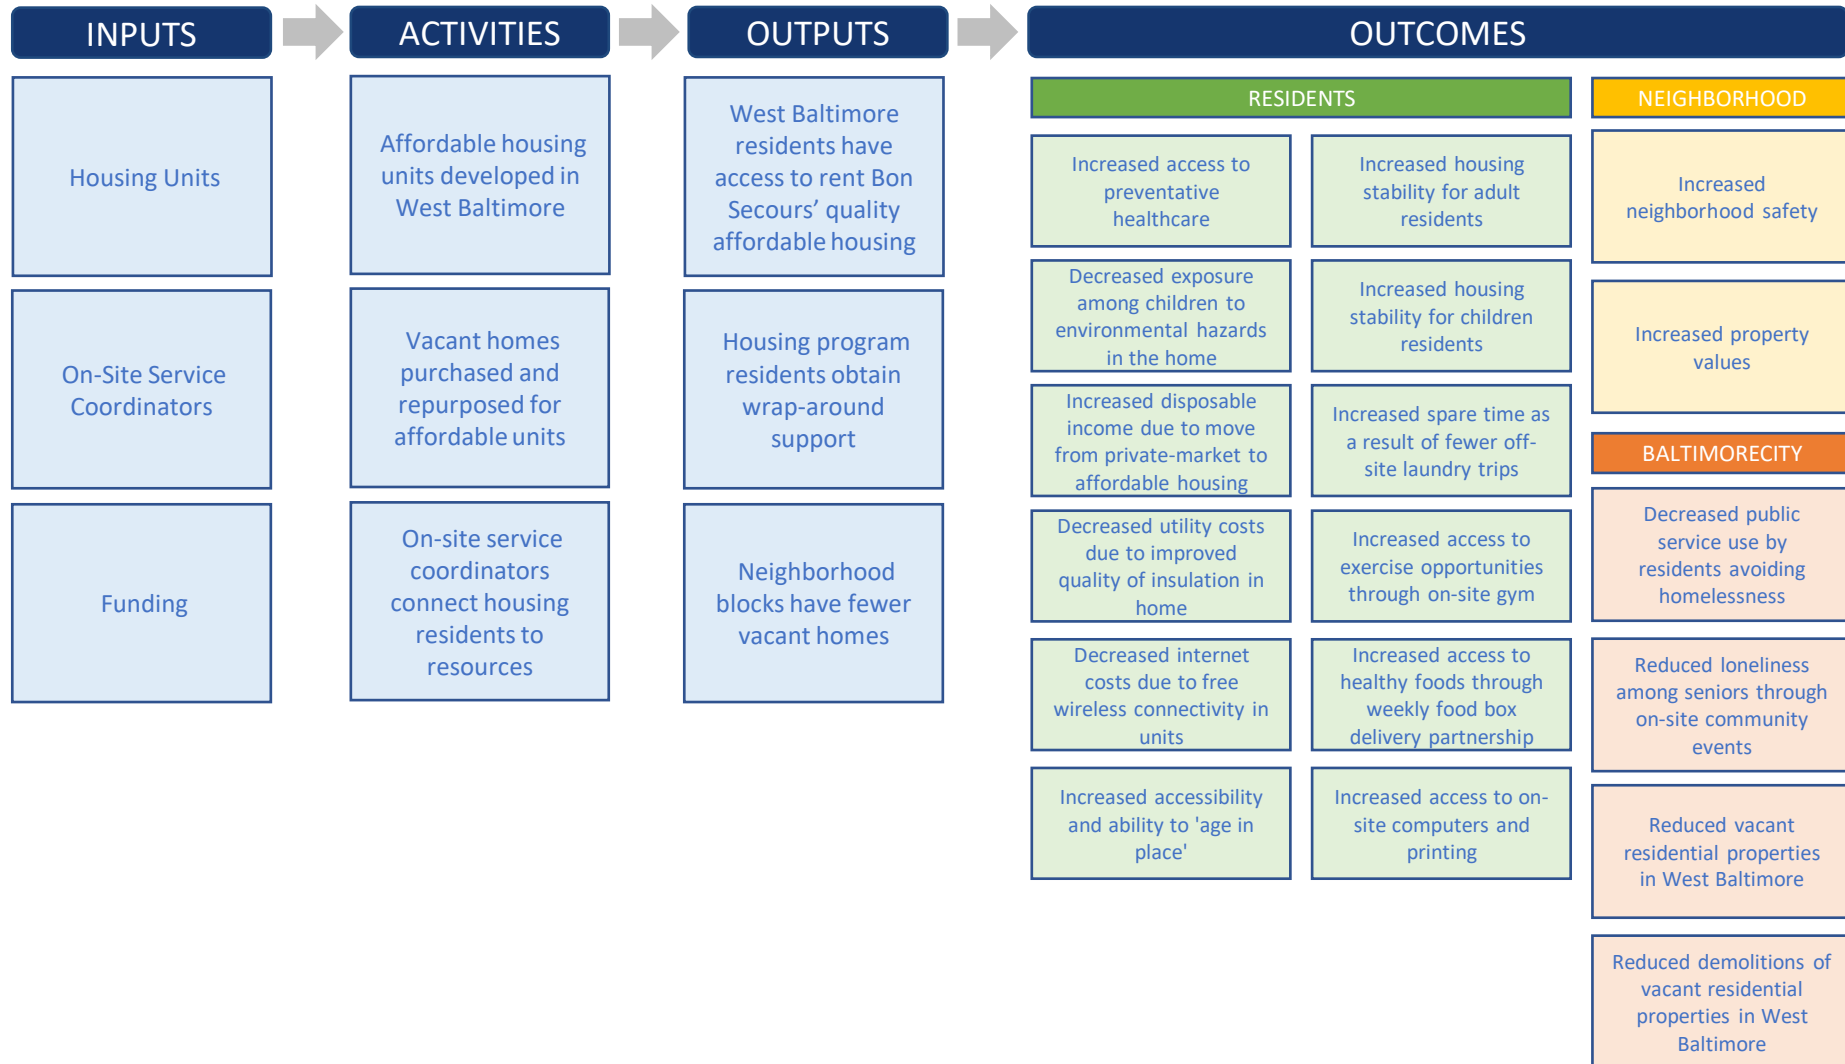 INPUTS
ACTIVITIES
OUTPUTS
OUTCOMES
Housing Units
On-Site Service
Coordinators
Funding
Affordable housing
units developed in
West Baltimore
Vacant homes
purchased and
repurposed for
affordable units
On-site service
coordinators
connect housing
residents to
resources
West Baltimore
residents have
access to rent Bon
Secours’ quality
affordable housing
Housing program
residents obtain
wrap-around
support
Neighborhood
blocks have fewer
vacant homes
RESIDENTS
Increased access to
preventative
healthcare
Decreased exposure
among children to
environmental hazards
in the home
Increased disposable
income due to move
from private-market to
affordable housing
Decreased utility costs
due to improved
quality of insulation in
home
Decreased internet
costs due to free
wireless connectivity in
units
Increased accessibility
and ability to 'age in
place'
Increased housing
stability for adult
residents
Increased housing
stability for children
residents
Increased spare time as
a result of fewer off-
site laundry trips
Increased access to
exercise opportunities
through on-site gym
Increased access to
healthy foods through
weekly food box
delivery partnership
Increased access to on-
site computers and
printing
NEIGHBORHOOD
Increased
neighborhood safety
Increased property
values
BALTIMORECITY
Decreased public
service use by
residents avoiding
homelessness
Reduced loneliness
among seniors through
on-site community
events
Reduced vacant
residential properties
in West Baltimore
Reduced demolitions of
vacant residential
properties in West
Baltimore